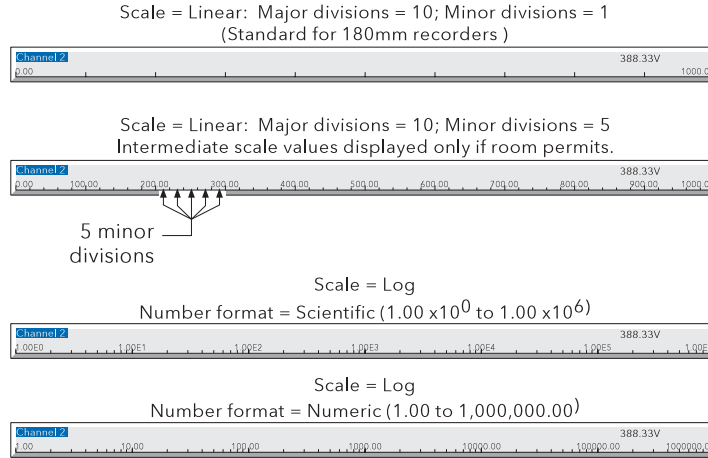 Scale = Linear: Major divisions = 10; Minor divisions = 1
(Standard for 180mm recorders )
Channel 2 388.33V
0.00 1000.0
Scale = Linear: Major divisions = 10; Minor divisions = 5
Intermediate scale values displayed only if room permits.
Channel 2 388.33V
0.00 100.00 200.00 300.00 400.00 500.00 600.00 700.00 800.00 900.00 1000.0
5 minor
divisions
Scale = Log
Number format = Scientific (1.00 x10⁰ to 1.00 x10⁶)
Channel 2 388.33V
1.00E0 1.00E1 1.00E2 1.00E3 1.00E4 1.00E5 1.00E
Scale = Log
Number format = Numeric (1.00 to 1,000,000.00)
Channel 2 388.33V
1.00 10.00 100.00 1000.00 10000.00 100000.00 1000000.0